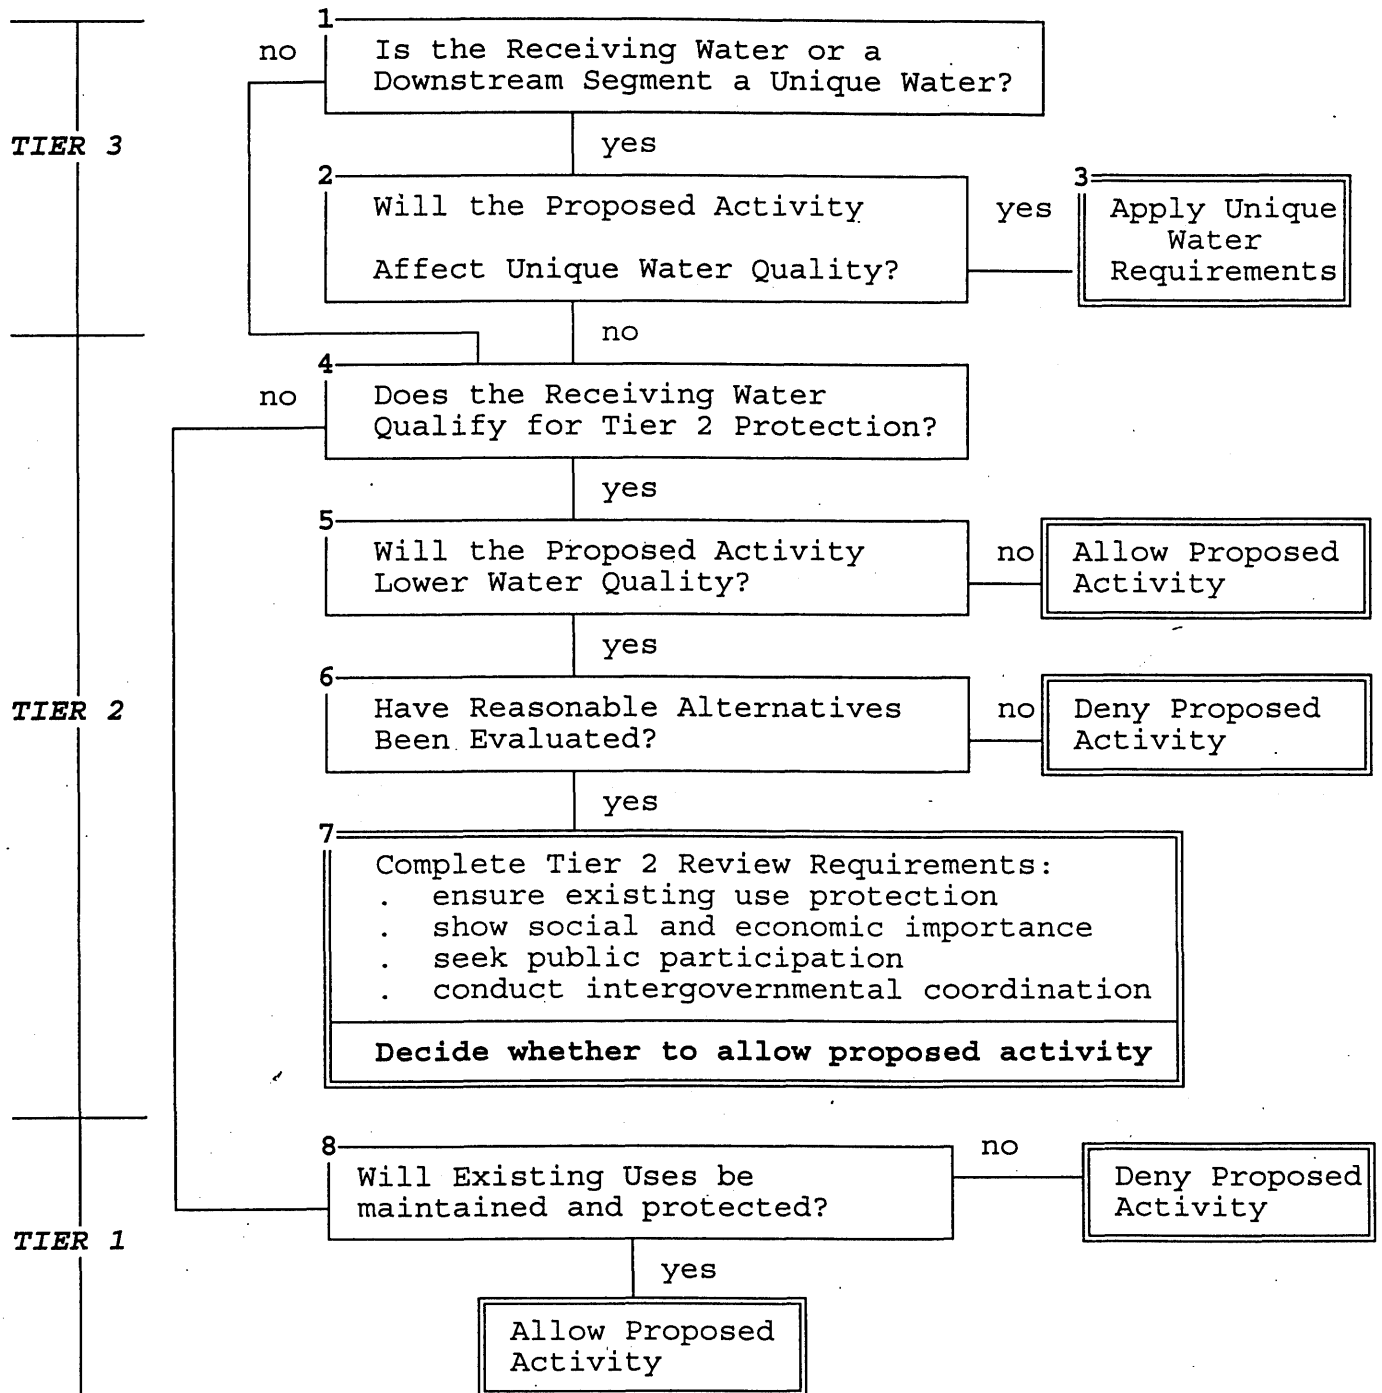 1
no
Is the Receiving Water or a
Downstream Segment a Unique Water?
TIER 3
yes
2
Will the Proposed Activity
Affect Unique Water Quality?
yes
3
Apply Unique
Water
Requirements
no
4
no
Does the Receiving Water
Qualify for Tier 2 Protection?
yes
5
Will the Proposed Activity
Lower Water Quality?
no
Allow Proposed
Activity
yes
TIER 2
6
Have Reasonable Alternatives
Been Evaluated?
no
Deny Proposed
Activity
yes
7
Complete Tier 2 Review Requirements:
. ensure existing use protection
. show social and economic importance
. seek public participation
. conduct intergovernmental coordination
Decide whether to allow proposed activity
TIER 1
8
Will Existing Uses be
maintained and protected?
no
Deny Proposed
Activity
yes
Allow Proposed
Activity